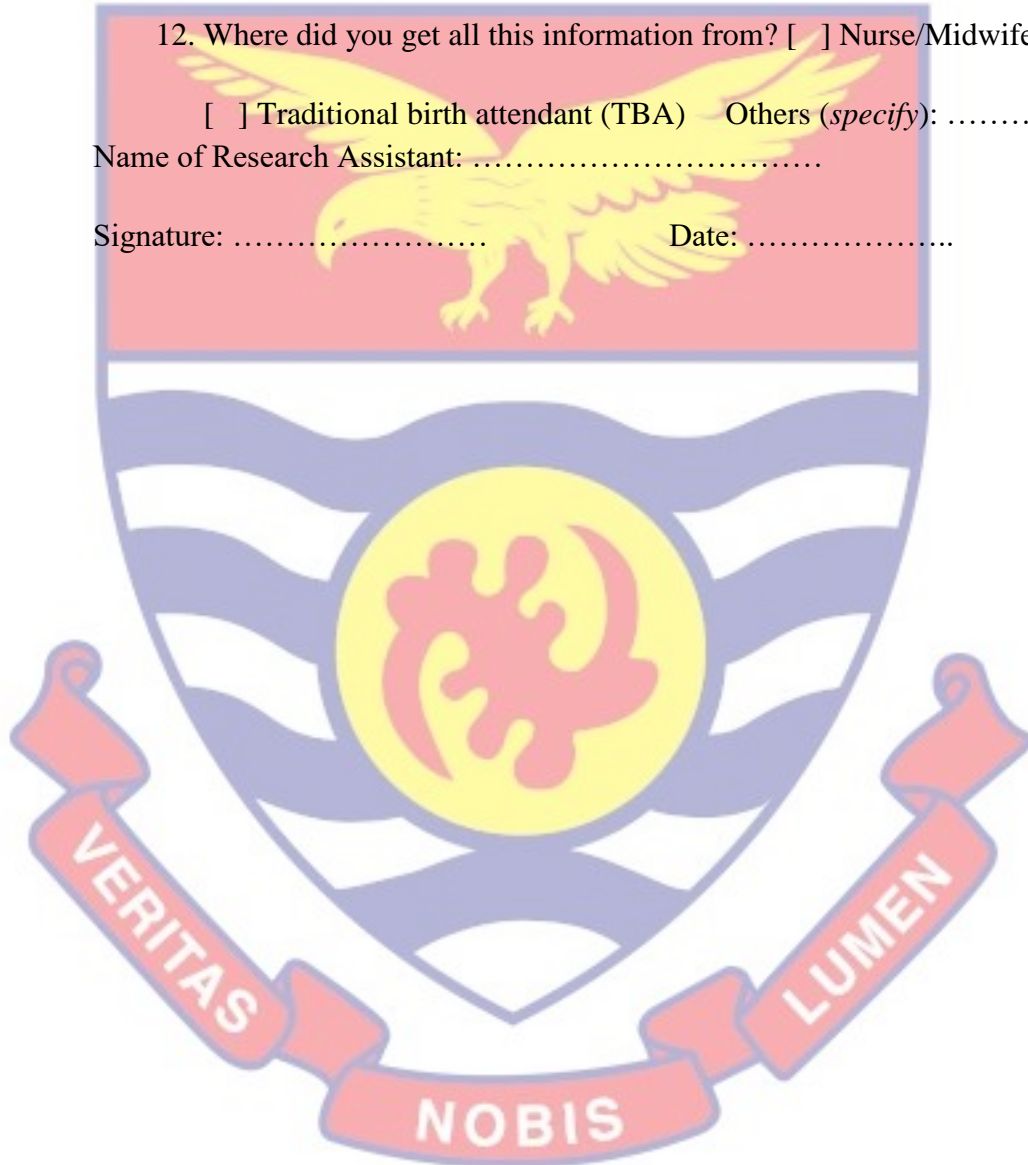 12. Where did you get all this information from? [ ] Nurse/Midwife
[ ] Traditional birth attendant (TBA) Others (specify): ………
Name of Research Assistant: ……………………………
Signature: …………………… Date: ………………..
VERITAS
NOBIS
LUMEN